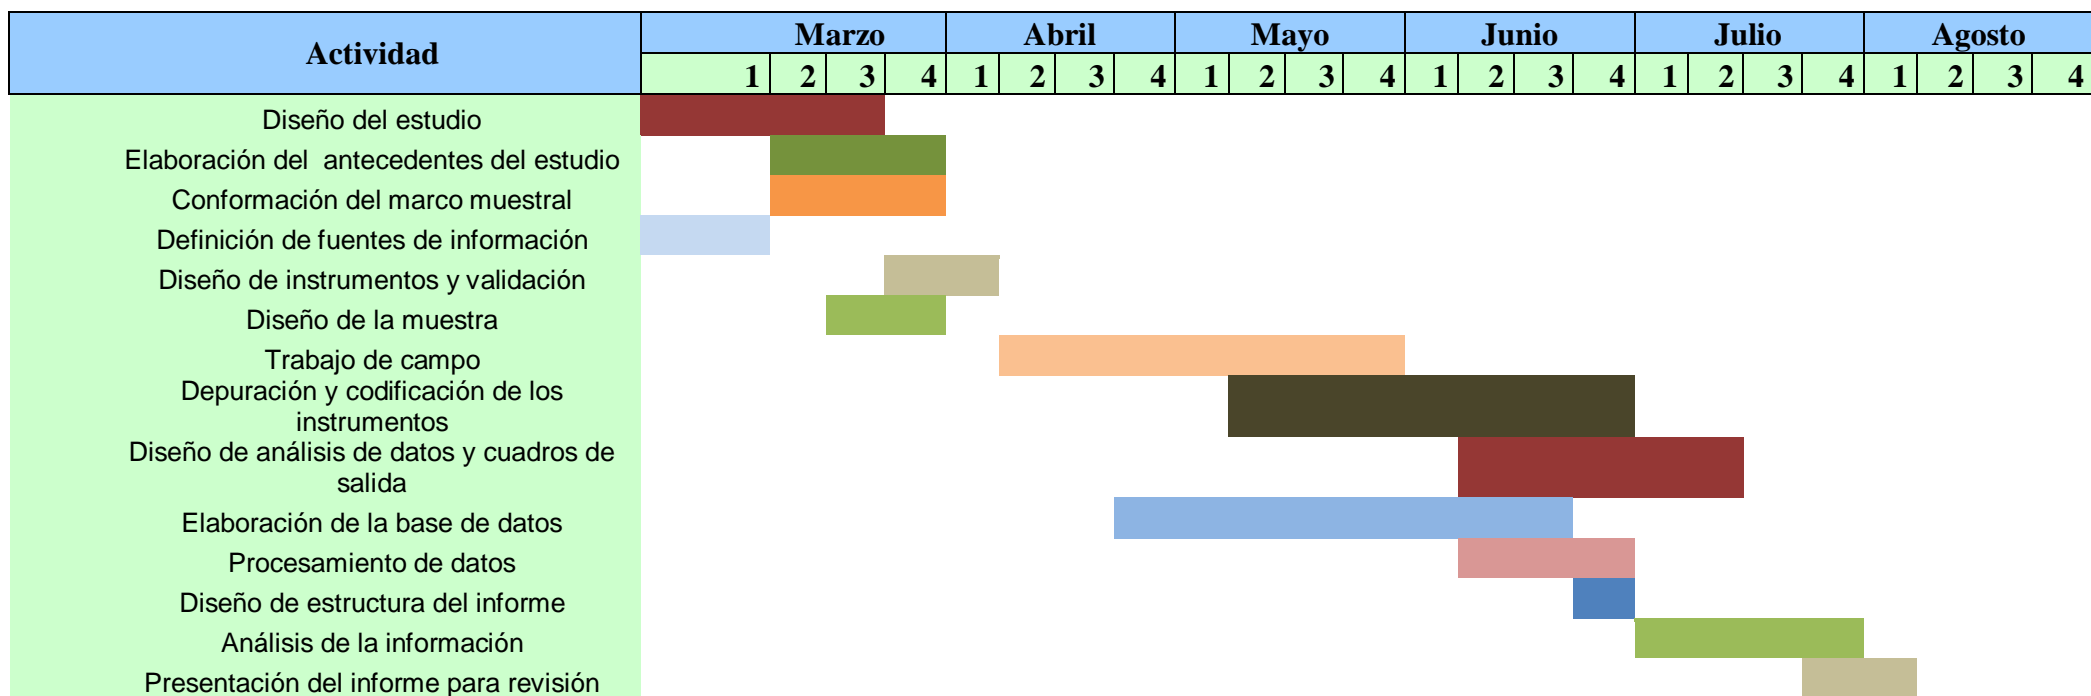 Actividad
Marzo Abril Mayo Junio Julio Agosto
1 2 3 4 1 2 3 4 1 2 3 4 1 2 3 4 1 2 3 4 1 2 3 4
Diseño del estudio
Elaboración del antecedentes del estudio
Conformación del marco muestral
Definición de fuentes de información
Diseño de instrumentos y validación
Diseño de la muestra
Trabajo de campo
Depuración y codificación de los
instrumentos
Diseño de análisis de datos y cuadros de
salida
Elaboración de la base de datos
Procesamiento de datos
Diseño de estructura del informe
Análisis de la información
Presentación del informe para revisión